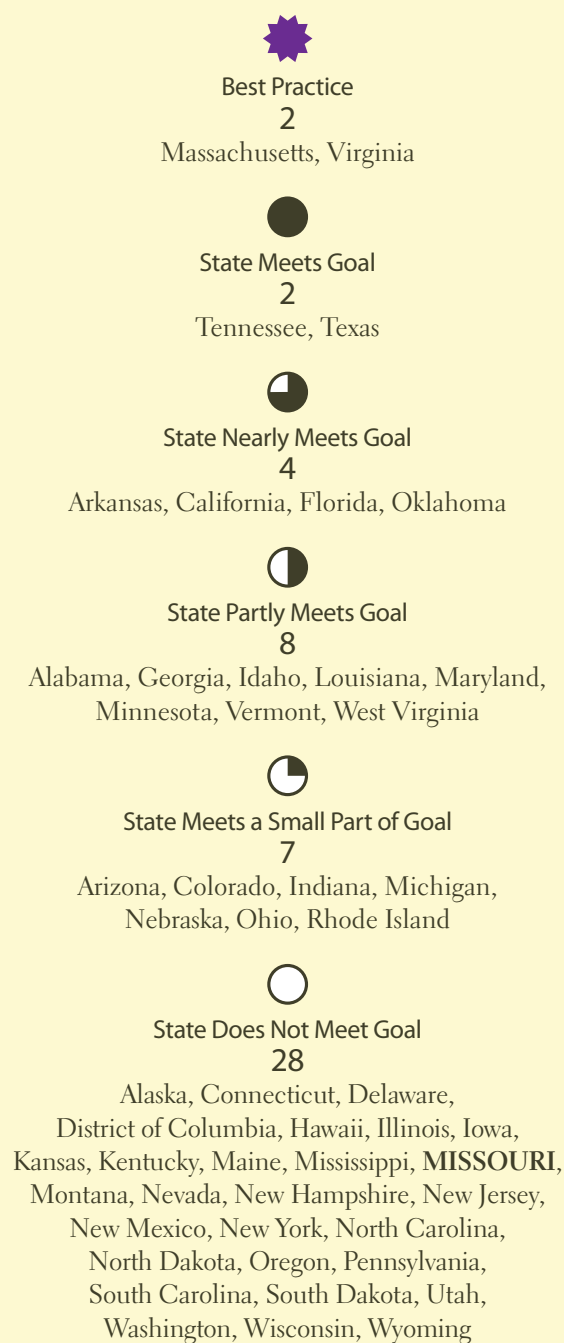 Best Practice
2
Massachusetts, Virginia
State Meets Goal
2
Tennessee, Texas
State Nearly Meets Goal
4
Arkansas, California, Florida, Oklahoma
State Partly Meets Goal
8
Alabama, Georgia, Idaho, Louisiana, Maryland,
Minnesota, Vermont, West Virginia
State Meets a Small Part of Goal
7
Arizona, Colorado, Indiana, Michigan,
Nebraska, Ohio, Rhode Island
State Does Not Meet Goal
28
Alaska, Connecticut, Delaware,
District of Columbia, Hawaii, Illinois, Iowa,
Kansas, Kentucky, Maine, Mississippi, MISSOURI,
Montana, Nevada, New Hampshire, New Jersey,
New Mexico, New York, North Carolina,
North Dakota, Oregon, Pennsylvania,
South Carolina, South Dakota, Utah,
Washington, Wisconsin, Wyoming